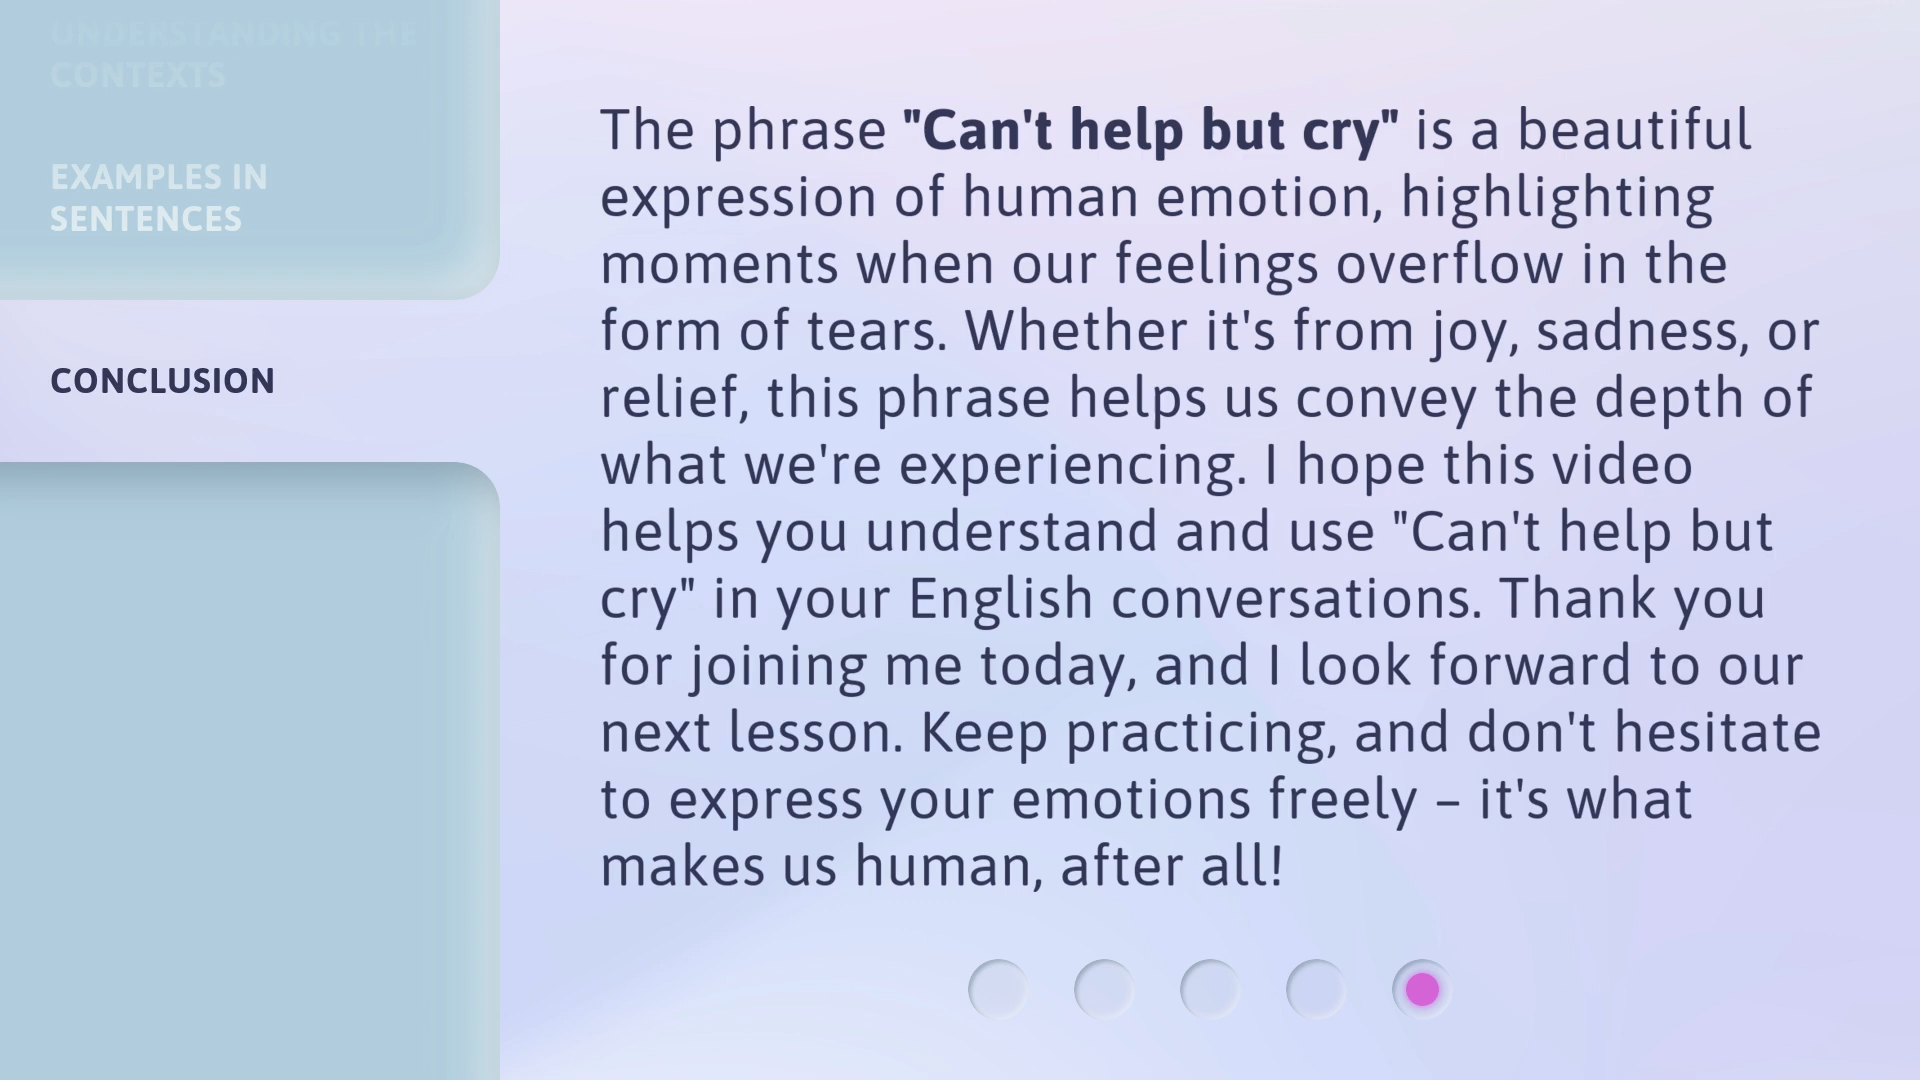 UNDERSTANDING THE
CONTEXTS
EXAMPLES IN
SENTENCES
CONCLUSION
The phrase "Can't help but cry" is a beautiful
expression of human emotion, highlighting
moments when our feelings overflow in the
form of tears. Whether it's from joy, sadness, or
relief, this phrase helps us convey the depth of
what we're experiencing. I hope this video
helps you understand and use "Can't help but
cry" in your English conversations. Thank you
for joining me today, and I look forward to our
next lesson. Keep practicing, and don't hesitate
to express your emotions freely – it's what
makes us human, after all!